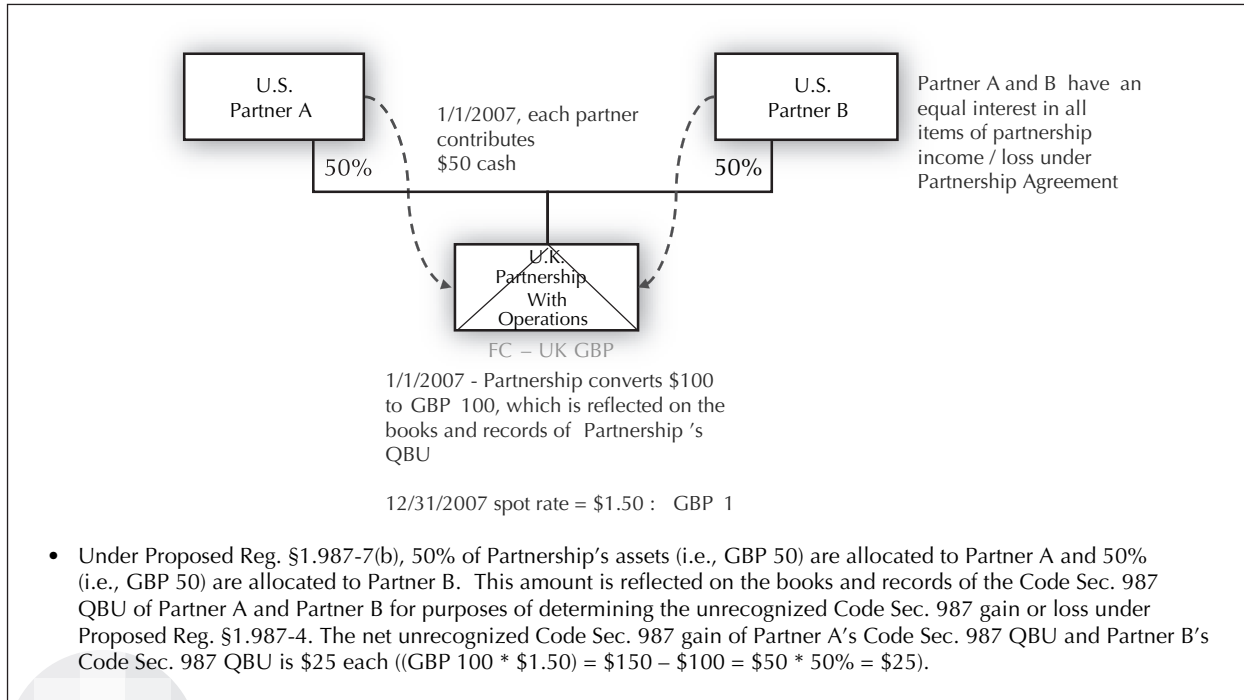 U.S.
Partner A
U.S.
Partner B
Partner A and B have an
equal interest in all
items of partnership
income / loss under
Partnership Agreement
1/1/2007, each partner
contributes
$50 cash
50%
50%
U.K.
Partnership
With
Operations
FC – UK GBP
1/1/2007 - Partnership converts $100
to GBP 100, which is reflected on the
books and records of Partnership 's
QBU
12/31/2007 spot rate = $1.50 : GBP 1
• Under Proposed Reg. §1.987-7(b), 50% of Partnership's assets (i.e., GBP 50) are allocated to Partner A and 50%
(i.e., GBP 50) are allocated to Partner B. This amount is reflected on the books and records of the Code Sec. 987
QBU of Partner A and Partner B for purposes of determining the unrecognized Code Sec. 987 gain or loss under
Proposed Reg. §1.987-4. The net unrecognized Code Sec. 987 gain of Partner A's Code Sec. 987 QBU and Partner B's
Code Sec. 987 QBU is $25 each ((GBP 100 * $1.50) = $150 – $100 = $50 * 50% = $25).